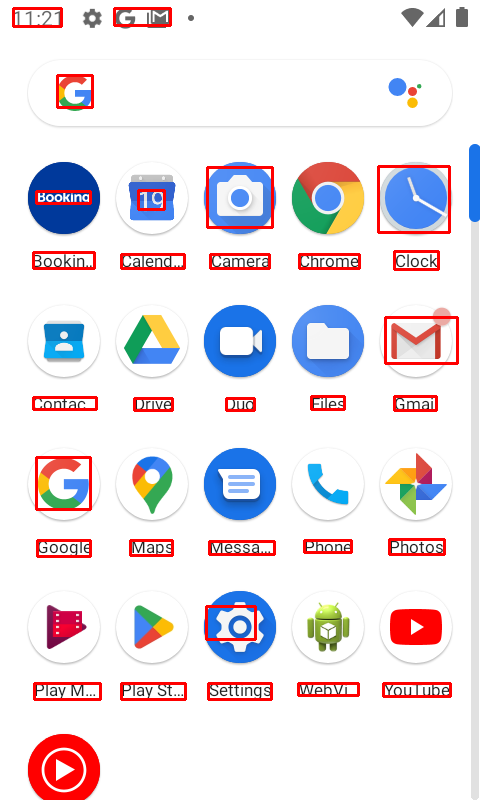 11:21
Booking
10
Bookin… Calend… Camera Chrome Clock
Contac… Drive Duo Files Gmail
Google Maps Messa… Phone Photos
Play M… Play St… Settings WebVi… YouTube